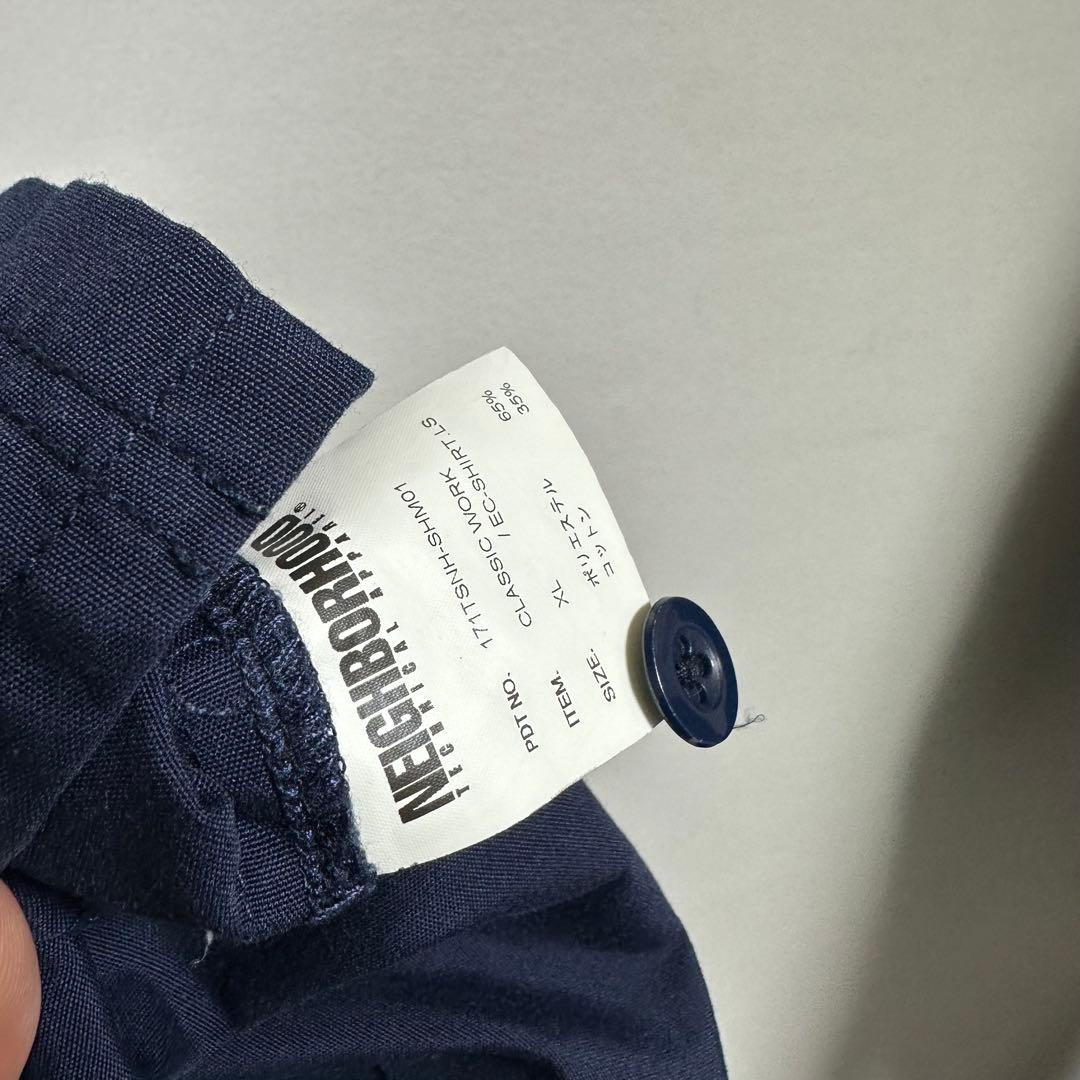 NEIGHBORHOOD®
TECHNICAL APPAREL
PDT NO. 171TSNH-SHM01
ITEM. CLASSIC WORK
/ EC-SHIRT.LS
SIZE. XL
ポリエステル 65%
コットン 35%